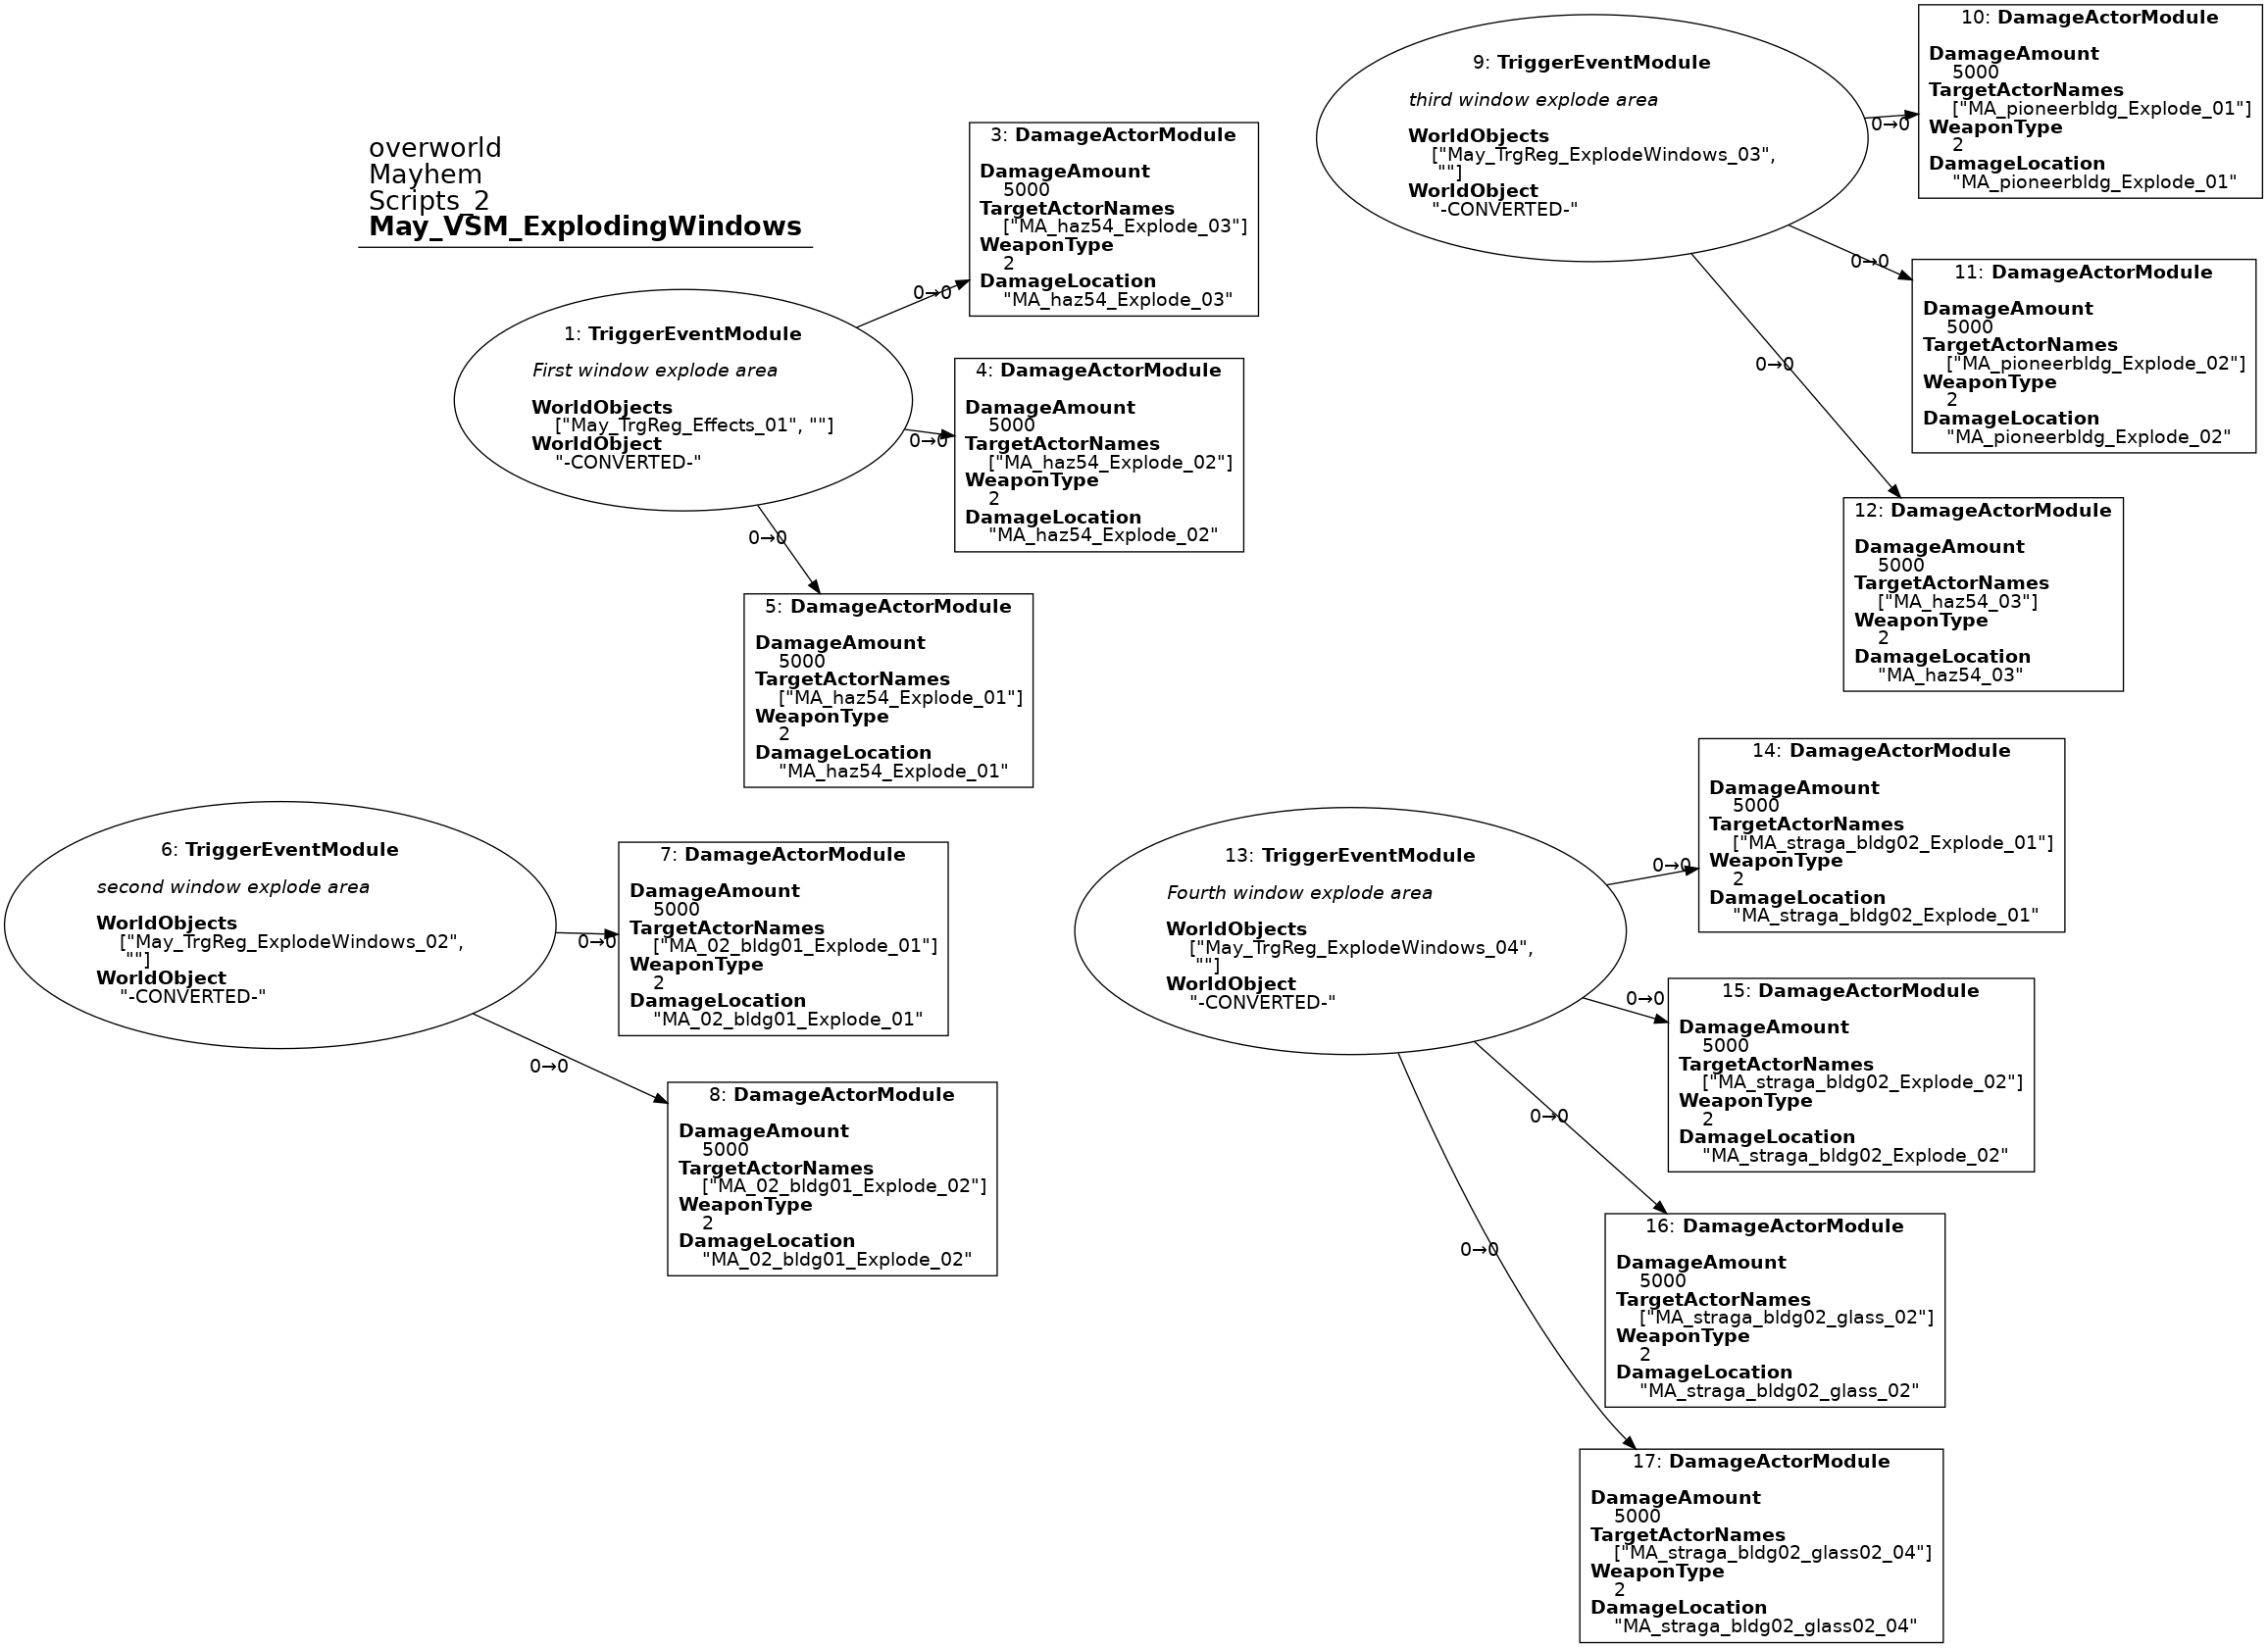 overworld
Mayhem
Scripts_2
May_VSM_ExplodingWindows
1: TriggerEventModule
First window explode area
WorldObjects
["May_TrgReg_Effects_01", ""]
WorldObject
"-CONVERTED-"
0→0
0→0
0→0
3: DamageActorModule
DamageAmount
5000
TargetActorNames
["MA_haz54_Explode_03"]
WeaponType
2
DamageLocation
"MA_haz54_Explode_03"
4: DamageActorModule
DamageAmount
5000
TargetActorNames
["MA_haz54_Explode_02"]
WeaponType
2
DamageLocation
"MA_haz54_Explode_02"
5: DamageActorModule
DamageAmount
5000
TargetActorNames
["MA_haz54_Explode_01"]
WeaponType
2
DamageLocation
"MA_haz54_Explode_01"
6: TriggerEventModule
second window explode area
WorldObjects
["May_TrgReg_ExplodeWindows_02",
""]
WorldObject
"-CONVERTED-"
0→0
0→0
7: DamageActorModule
DamageAmount
5000
TargetActorNames
["MA_02_bldg01_Explode_01"]
WeaponType
2
DamageLocation
"MA_02_bldg01_Explode_01"
8: DamageActorModule
DamageAmount
5000
TargetActorNames
["MA_02_bldg01_Explode_02"]
WeaponType
2
DamageLocation
"MA_02_bldg01_Explode_02"
9: TriggerEventModule
third window explode area
WorldObjects
["May_TrgReg_ExplodeWindows_03",
""]
WorldObject
"-CONVERTED-"
0→0
0→0
0→0
10: DamageActorModule
DamageAmount
5000
TargetActorNames
["MA_pioneerbldg_Explode_01"]
WeaponType
2
DamageLocation
"MA_pioneerbldg_Explode_01"
11: DamageActorModule
DamageAmount
5000
TargetActorNames
["MA_pioneerbldg_Explode_02"]
WeaponType
2
DamageLocation
"MA_pioneerbldg_Explode_02"
12: DamageActorModule
DamageAmount
5000
TargetActorNames
["MA_haz54_03"]
WeaponType
2
DamageLocation
"MA_haz54_03"
13: TriggerEventModule
Fourth window explode area
WorldObjects
["May_TrgReg_ExplodeWindows_04",
""]
WorldObject
"-CONVERTED-"
0→0
0→0
0→0
0→0
14: DamageActorModule
DamageAmount
5000
TargetActorNames
["MA_straga_bldg02_Explode_01"]
WeaponType
2
DamageLocation
"MA_straga_bldg02_Explode_01"
15: DamageActorModule
DamageAmount
5000
TargetActorNames
["MA_straga_bldg02_Explode_02"]
WeaponType
2
DamageLocation
"MA_straga_bldg02_Explode_02"
16: DamageActorModule
DamageAmount
5000
TargetActorNames
["MA_straga_bldg02_glass_02"]
WeaponType
2
DamageLocation
"MA_straga_bldg02_glass_02"
17: DamageActorModule
DamageAmount
5000
TargetActorNames
["MA_straga_bldg02_glass02_04"]
WeaponType
2
DamageLocation
"MA_straga_bldg02_glass02_04"